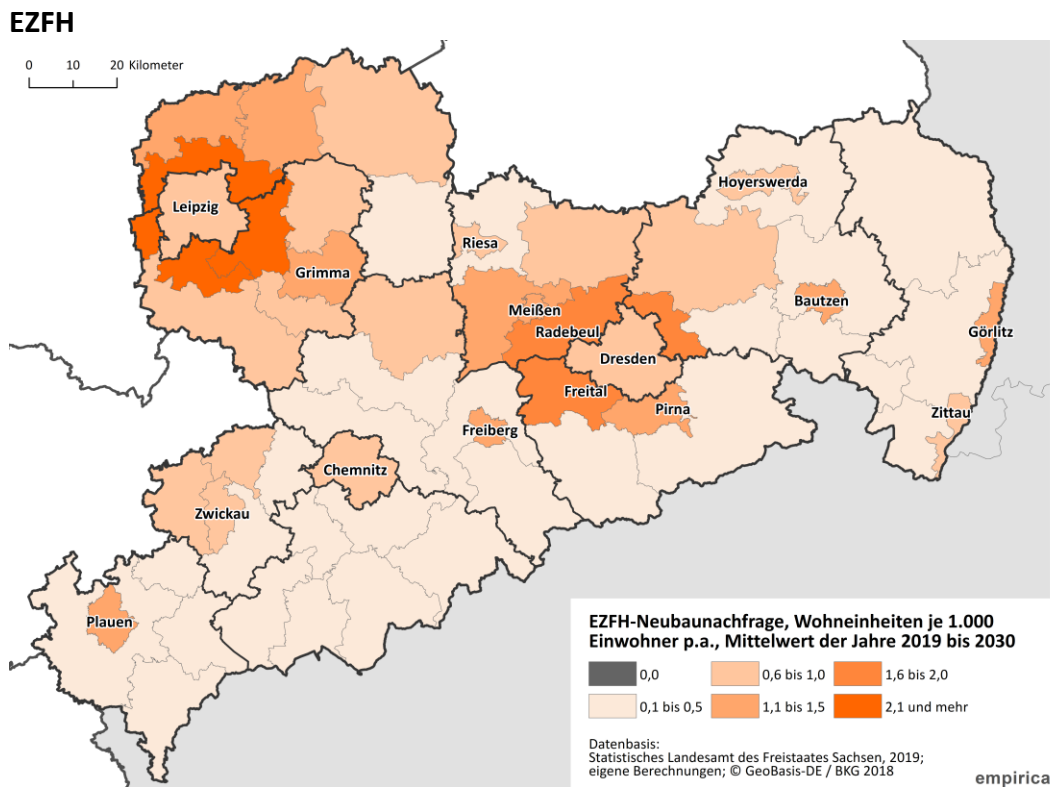 EZFH
0 10 20 Kilometer
Hoyerswerda
Leipzig
Riesa
Grimma
Bautzen
Meißen
Radebeul
Görlitz
Dresden
Freital
Pirna
Zittau
Freiberg
Chemnitz
Zwickau
Plauen
EZFH-Neubaunachfrage, Wohneinheiten je 1.000
Einwohner p.a., Mittelwert der Jahre 2019 bis 2030
0,0 0,6 bis 1,0 1,6 bis 2,0
0,1 bis 0,5 1,1 bis 1,5 2,1 und mehr
Datenbasis:
Statistisches Landesamt des Freistaates Sachsen, 2019;
eigene Berechnungen; © GeoBasis-DE / BKG 2018
empirica